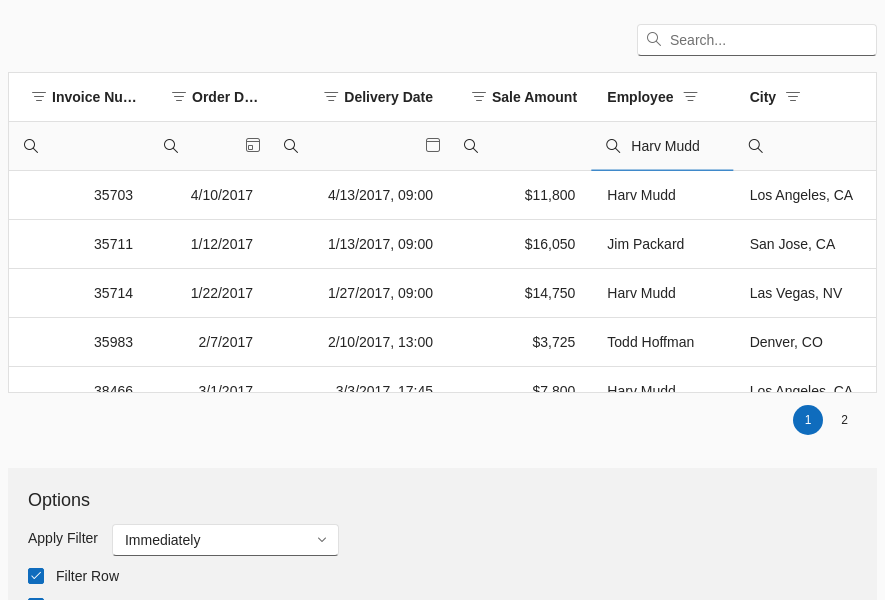 Search...
Invoice Nu... Order D... Delivery Date Sale Amount Employee City
Harv Mudd
35703 4/10/2017 4/13/2017, 09:00 $11,800 Harv Mudd Los Angeles, CA
35711 1/12/2017 1/13/2017, 09:00 $16,050 Jim Packard San Jose, CA
35714 1/22/2017 1/27/2017, 09:00 $14,750 Harv Mudd Las Vegas, NV
35983 2/7/2017 2/10/2017, 13:00 $3,725 Todd Hoffman Denver, CO
38466 3/1/2017 3/3/2017, 17:45 $7,800 Harv Mudd Los Angeles, CA
1 2
Options
Apply Filter Immediately
Filter Row